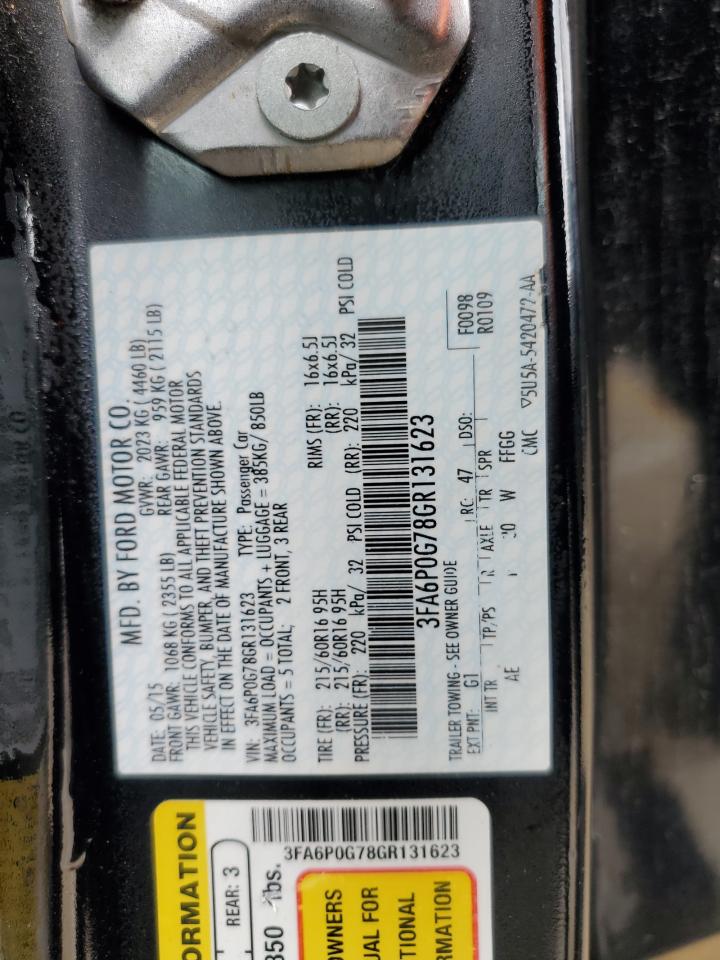 MFD. BY FORD MOTOR CO.
DATE: 05/15 GVWR: 2023 KG ( 4460 LB)
FRONT GAWR: 1068 KG ( 2355 LB) REAR GAWR: 959 KG ( 2115 LB)
THIS VEHICLE CONFORMS TO ALL APPLICABLE FEDERAL MOTOR
VEHICLE SAFETY, BUMPER, AND THEFT PREVENTION STANDARDS
IN EFFECT ON THE DATE OF MANUFACTURE SHOWN ABOVE.
VIN: 3FA6P0G78GR131623 TYPE: Passenger Car
MAXIMUM LOAD = OCCUPANTS + LUGGAGE = 385KG/ 850LB
OCCUPANTS = 5 TOTAL; 2 FRONT, 3 REAR
TIRE (FR): 215/60R16 95H RIMS (FR): 16x6.5J
(RR): 215/60R16 95H (RR): 16x6.5J
PRESSURE (FR): 220 kPa/ 32 PSI COLD (RR): 220 kPa/ 32 PSI COLD
3FA6P0G78GR131623
TRAILER TOWING - SEE OWNER GUIDE
F0098
R0109
EXT PNT: G1 RC: 47 DSO:
INT TR TP/PS AXLE TR SPR
AE W FFGG
CMC ▽5U5A-5420472-AA
ORMATION
REAR: 3
850 lbs.
3FA6P0G78GR131623
OWNERS
UAL FOR
TIONAL
RMATION